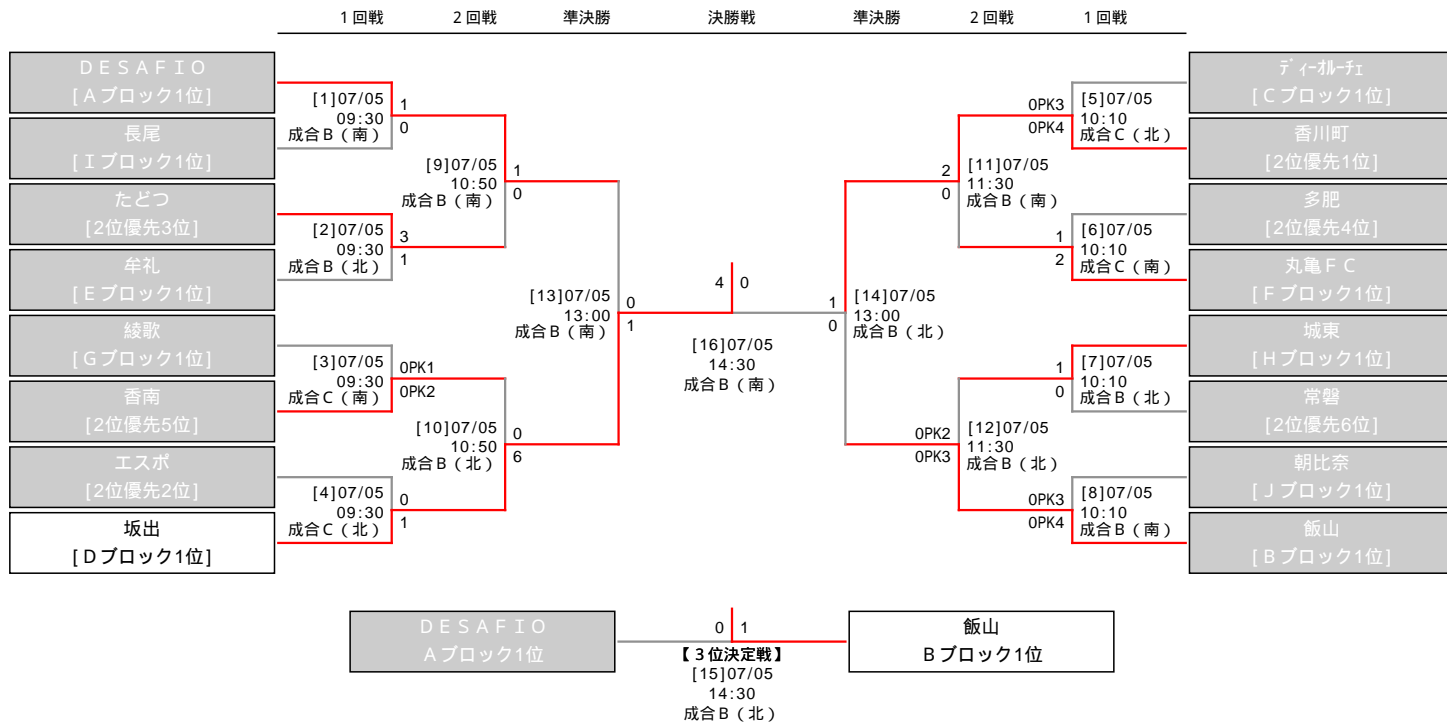 1回戦 2回戦 準決勝 決勝戦 準決勝 2回戦 1回戦
DESAFIO
[Aブロック1位]
長尾
[Iブロック1位]
たどつ
[2位優先3位]
牟礼
[Eブロック1位]
綾歌
[Gブロック1位]
香南
[2位優先5位]
エスポ
[2位優先2位]
坂出
[Dブロック1位]
[1]07/05
09:30
成合B(南)
1
0
[2]07/05
09:30
成合B(北)
3
1
[3]07/05
09:30
成合C(南)
0PK1
0PK2
[4]07/05
09:30
成合C(北)
0
1
[9]07/05
10:50
成合B(南)
1
0
[10]07/05
10:50
成合B(北)
0
6
[13]07/05
13:00
成合B(南)
0
1
4 0
[16]07/05
14:30
成合B(南)
1
0
[14]07/05
13:00
成合B(北)
2
0
[11]07/05
11:30
成合B(南)
0PK2
0PK3
[12]07/05
11:30
成合B(北)
0PK3
0PK4
[5]07/05
10:10
成合C(北)
1
2
[6]07/05
10:10
成合C(南)
1
0
[7]07/05
10:10
成合B(北)
0PK3
0PK4
[8]07/05
10:10
成合B(南)
ディーオルーチェ
[Cブロック1位]
香川町
[2位優先1位]
多肥
[2位優先4位]
丸亀FC
[Fブロック1位]
城東
[Hブロック1位]
常磐
[2位優先6位]
朝比奈
[Jブロック1位]
飯山
[Bブロック1位]
DESAFIO
Aブロック1位
0 1
【3位決定戦】
[15]07/05
14:30
成合B(北)
飯山
Bブロック1位